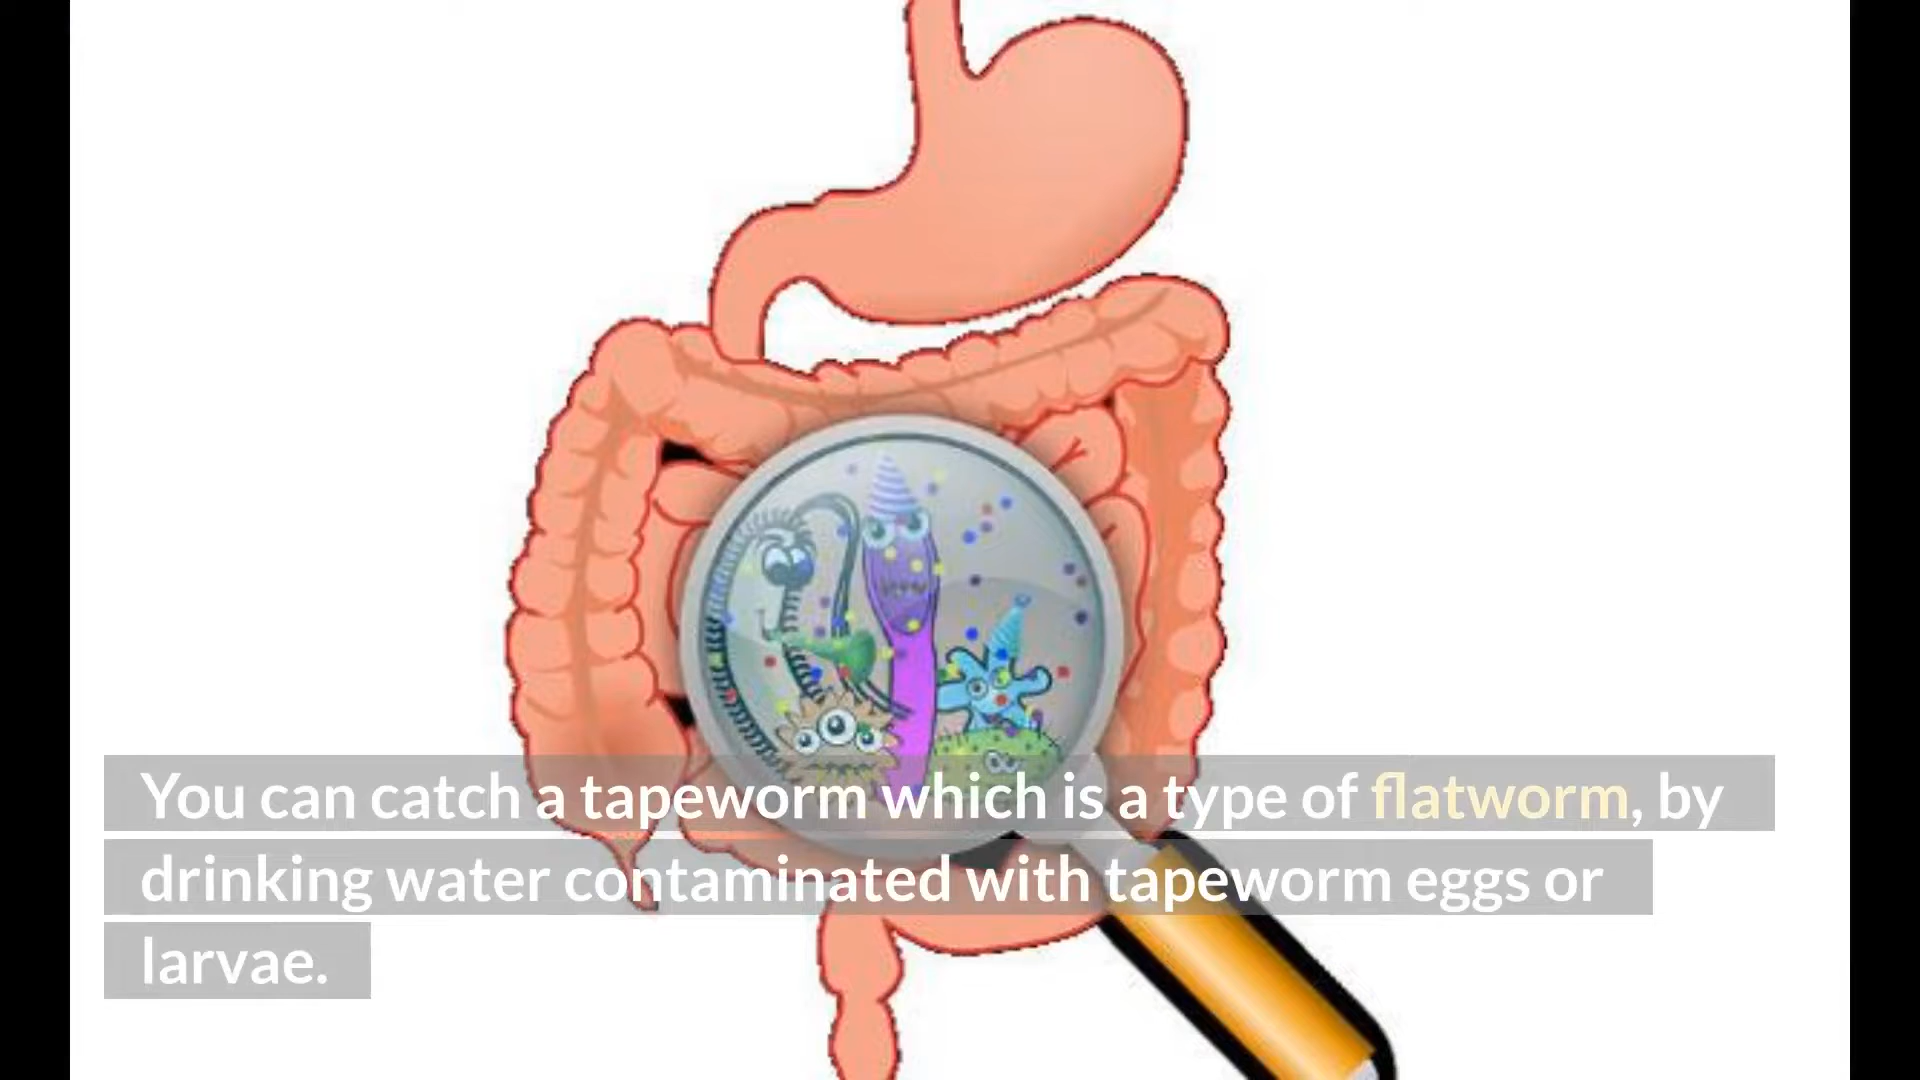 You can catch a tapeworm which is a type of flatworm, by
drinking water contaminated with tapeworm eggs or
larvae.